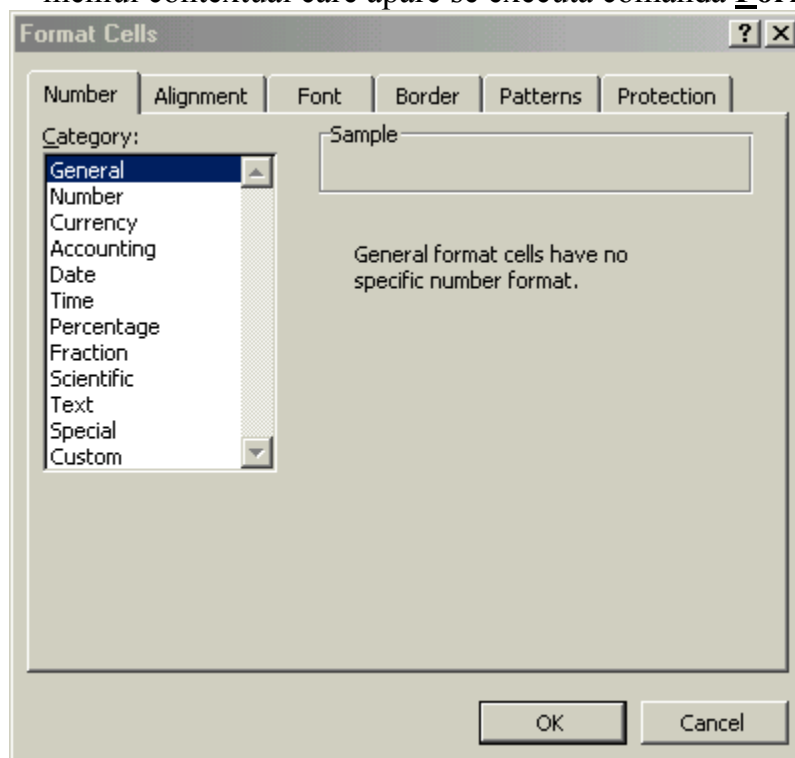 meniul contextual care apare se execută comanda
Format Cells
Number Alignment Font Border Patterns Protection
Category:
General
Number
Currency
Accounting
Date
Time
Percentage
Fraction
Scientific
Text
Special
Custom
Sample
General format cells have no
specific number format.
OK Cancel